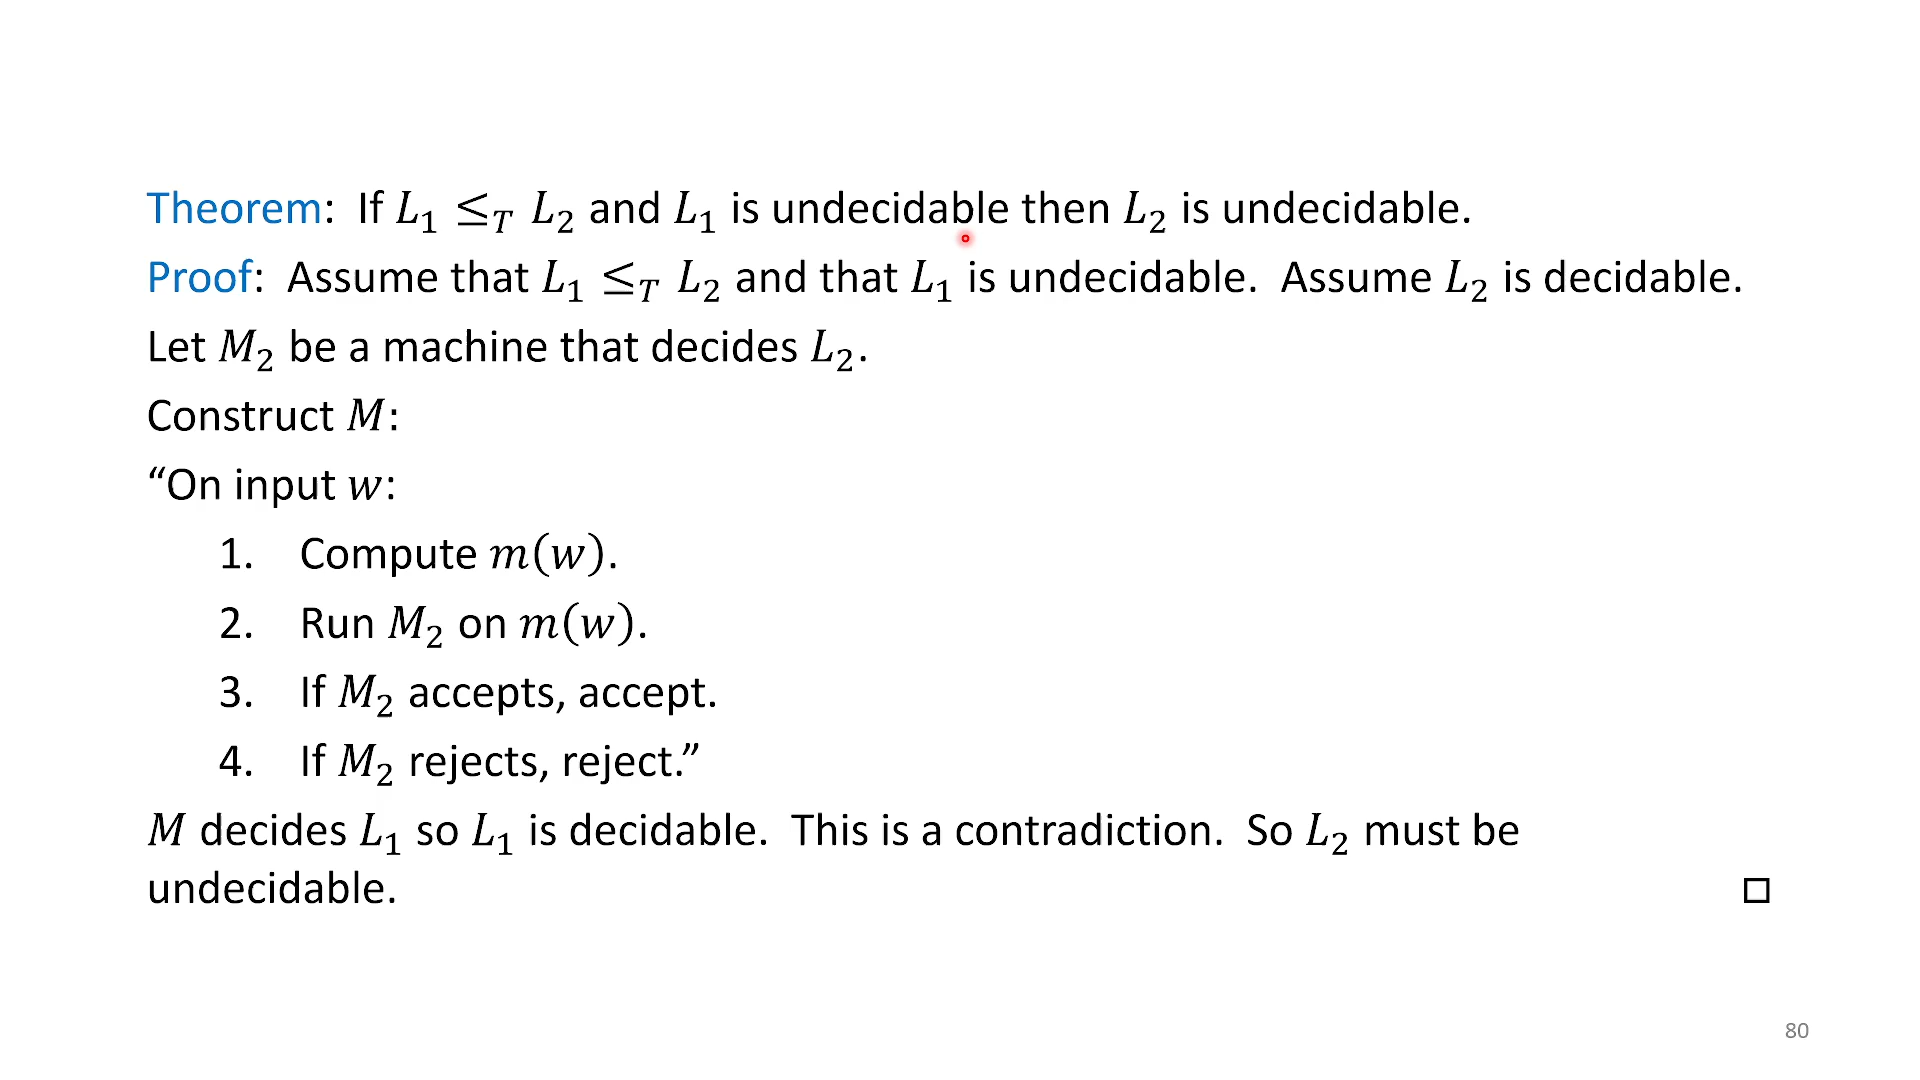 Theorem: If 𝐿₁ ≤_T 𝐿₂ and 𝐿₁ is undecidable then 𝐿₂ is undecidable.
Proof: Assume that 𝐿₁ ≤_T 𝐿₂ and that 𝐿₁ is undecidable. Assume 𝐿₂ is decidable.
Let 𝑀₂ be a machine that decides 𝐿₂.
Construct 𝑀:
“On input 𝑤:
1. Compute 𝑚(𝑤).
2. Run 𝑀₂ on 𝑚(𝑤).
3. If 𝑀₂ accepts, accept.
4. If 𝑀₂ rejects, reject.”
𝑀 decides 𝐿₁ so 𝐿₁ is decidable. This is a contradiction. So 𝐿₂ must be
undecidable. □
80